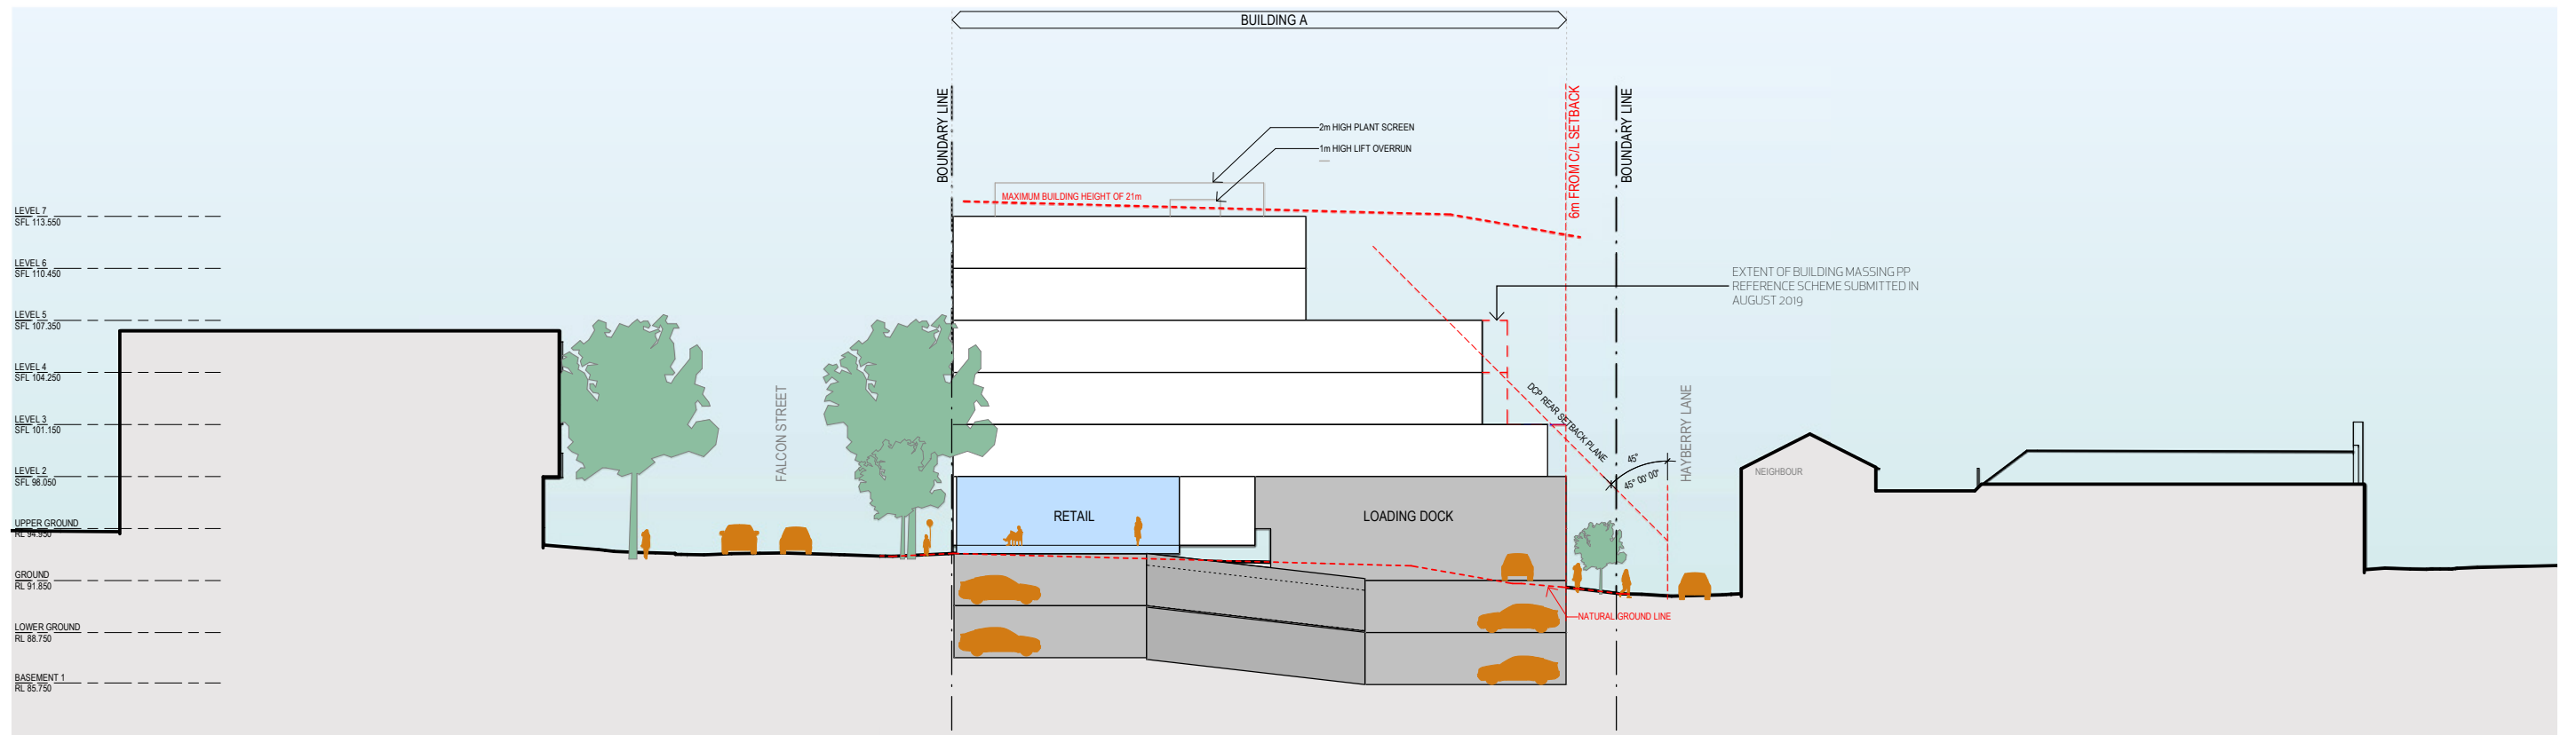 BUILDING A
BOUNDARY LINE
6m FROM C/L SETBACK
BOUNDARY LINE
2m HIGH PLANT SCREEN
1m HIGH LIFT OVERRUN
MAXIMUM BUILDING HEIGHT OF 21m
LEVEL 7
SFL 113.550
LEVEL 6
SFL 110.450
EXTENT OF BUILDING MASSING PP
REFERENCE SCHEME SUBMITTED IN
AUGUST 2019
LEVEL 5
SFL 107.350
LEVEL 4
SFL 104.250
FALCON STREET
DCP REAR SETBACK PLANE
HAYBERRY LANE
LEVEL 3
SFL 101.150
45°
45° 00' 00"
NEIGHBOUR
LEVEL 2
SFL 98.050
RETAIL
LOADING DOCK
UPPER GROUND
RL 94.950
GROUND
RL 91.850
NATURAL GROUND LINE
LOWER GROUND
RL 88.750
BASEMENT 1
RL 85.750